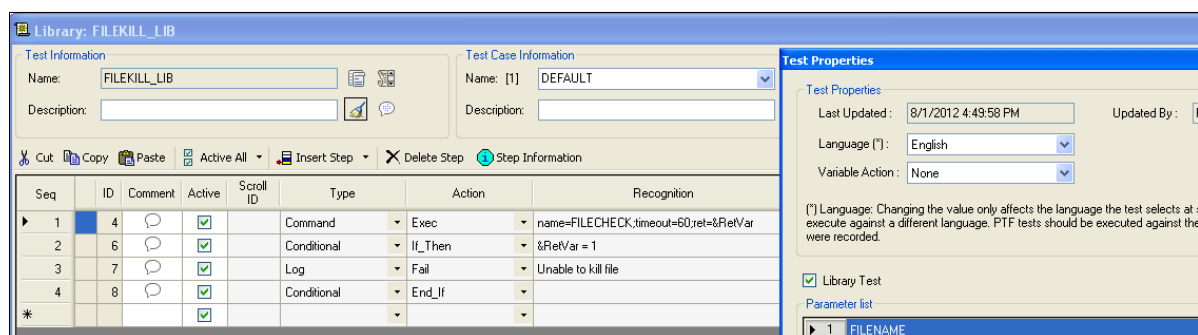 Library: FILEKILL_LIB
Test Information
Name: FILEKILL_LIB
Description:
Test Case Information
Name: [1] DEFAULT
Description:
Cut Copy Paste Active All Insert Step Delete Step Step Information
Seq ID Comment Active Scroll ID Type Action Recognition
1 4 Command Exec name=FILECHECK;timeout=60;ret=&RetVar
2 6 Conditional If_Then &RetVar = 1
3 7 Log Fail Unable to kill file
4 8 Conditional End_If
Test Properties
Test Properties
Last Updated : 8/1/2012 4:49:58 PM Updated By :
Language (*) : English
Variable Action : None
(*) Language: Changing the value only affects the language the test selects at
execute against a different language. PTF tests should be executed against the
were recorded.
Library Test
Parameter list
1 FILENAME